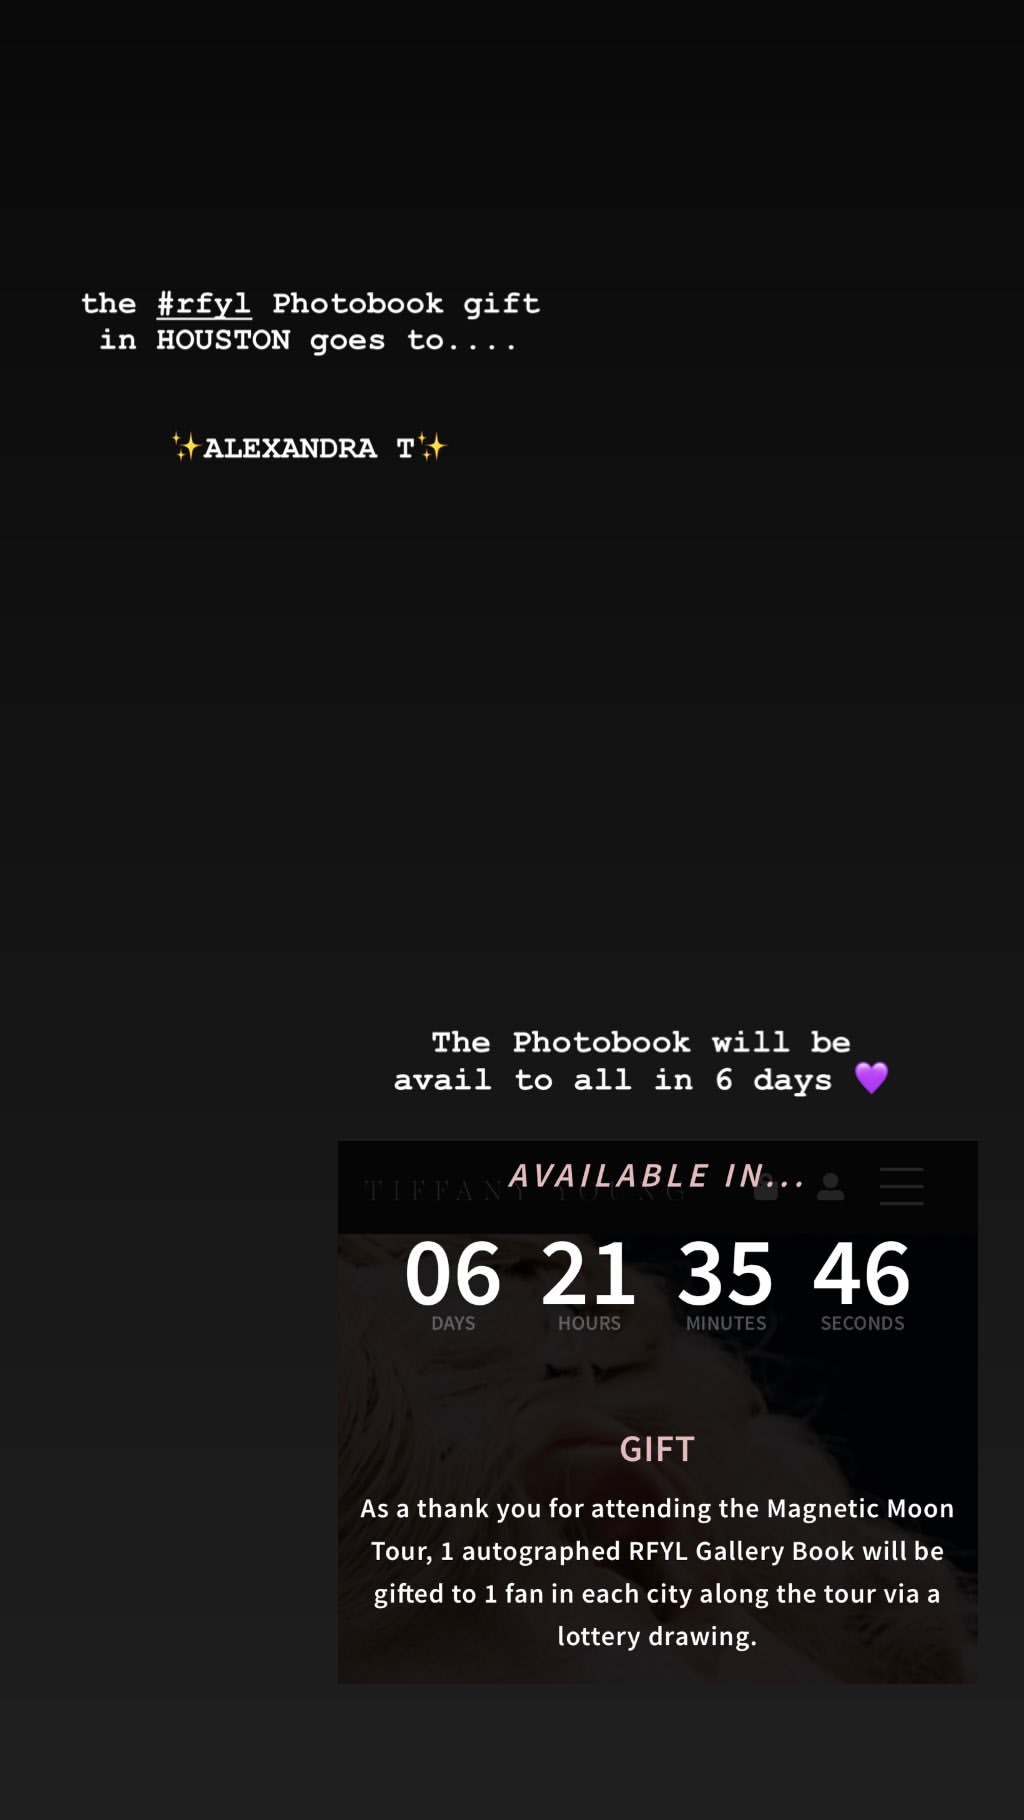 the #rfyl Photobook gift
in HOUSTON goes to....
✨ALEXANDRA T✨
The Photobook will be
avail to all in 6 days 💜
TIFFANY YOUNG
AVAILABLE IN...
06 21 35 46
DAYS HOURS MINUTES SECONDS
GIFT
As a thank you for attending the Magnetic Moon
Tour, 1 autographed RFYL Gallery Book will be
gifted to 1 fan in each city along the tour via a
lottery drawing.